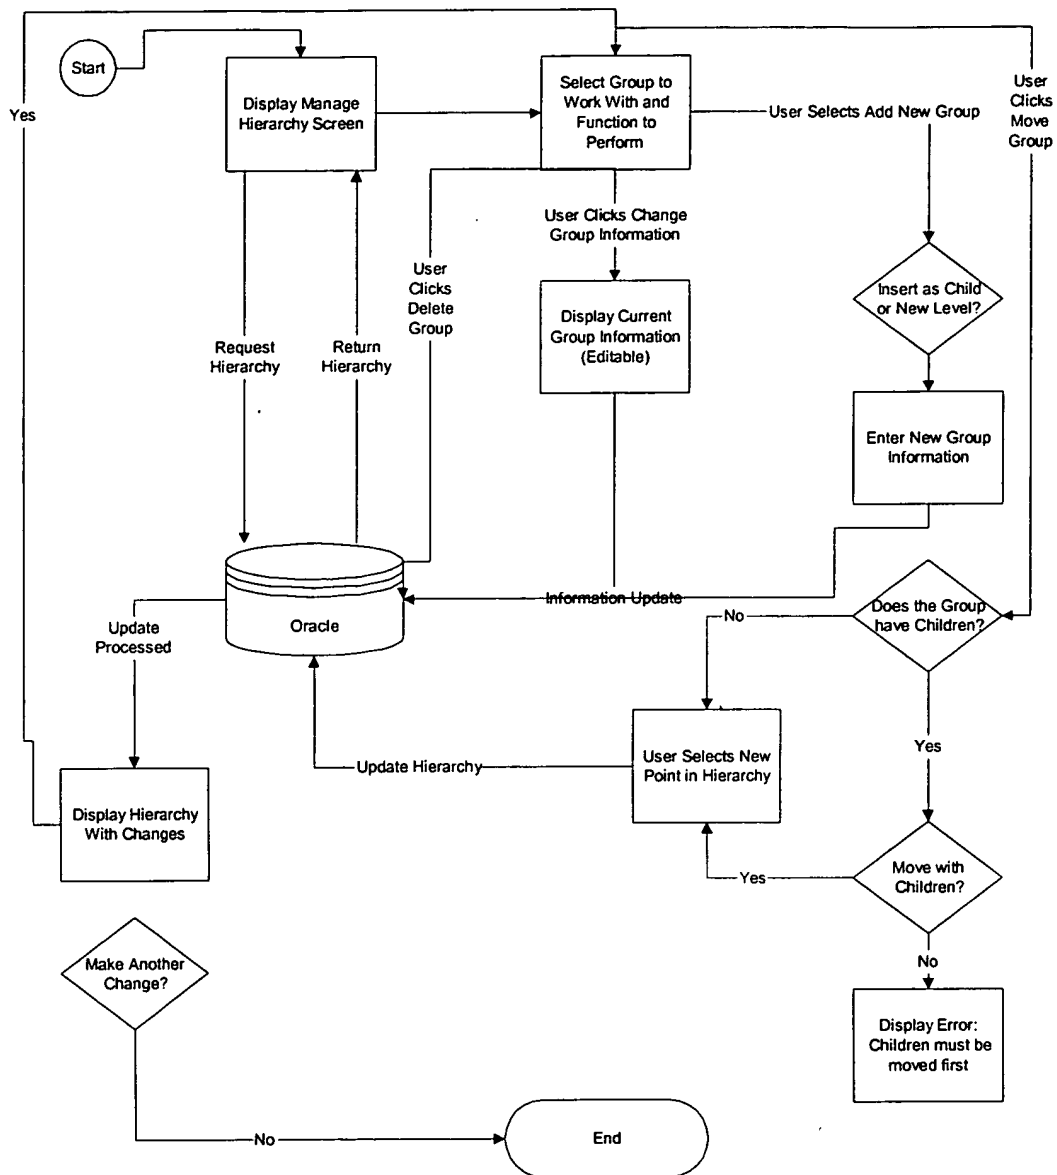 Start
Yes
Display Manage
Hierarchy Screen
Select Group to
Work With and
Function to
Perform
User Selects Add New Group
User
Clicks
Move
Group
User Clicks Change
Group Information
User
Clicks
Delete
Group
Insert as Child
or New Level?
Display Current
Group Information
(Editable)
Request
Hierarchy
Return
Hierarchy
Enter New Group
Information
Information Update
Oracle
Does the Group
have Children?
No
Update
Processed
Yes
User Selects New
Point in Hierarchy
Update Hierarchy
Display Hierarchy
With Changes
Move with
Children?
Yes
No
Make Another
Change?
Display Error:
Children must be
moved first
No
End